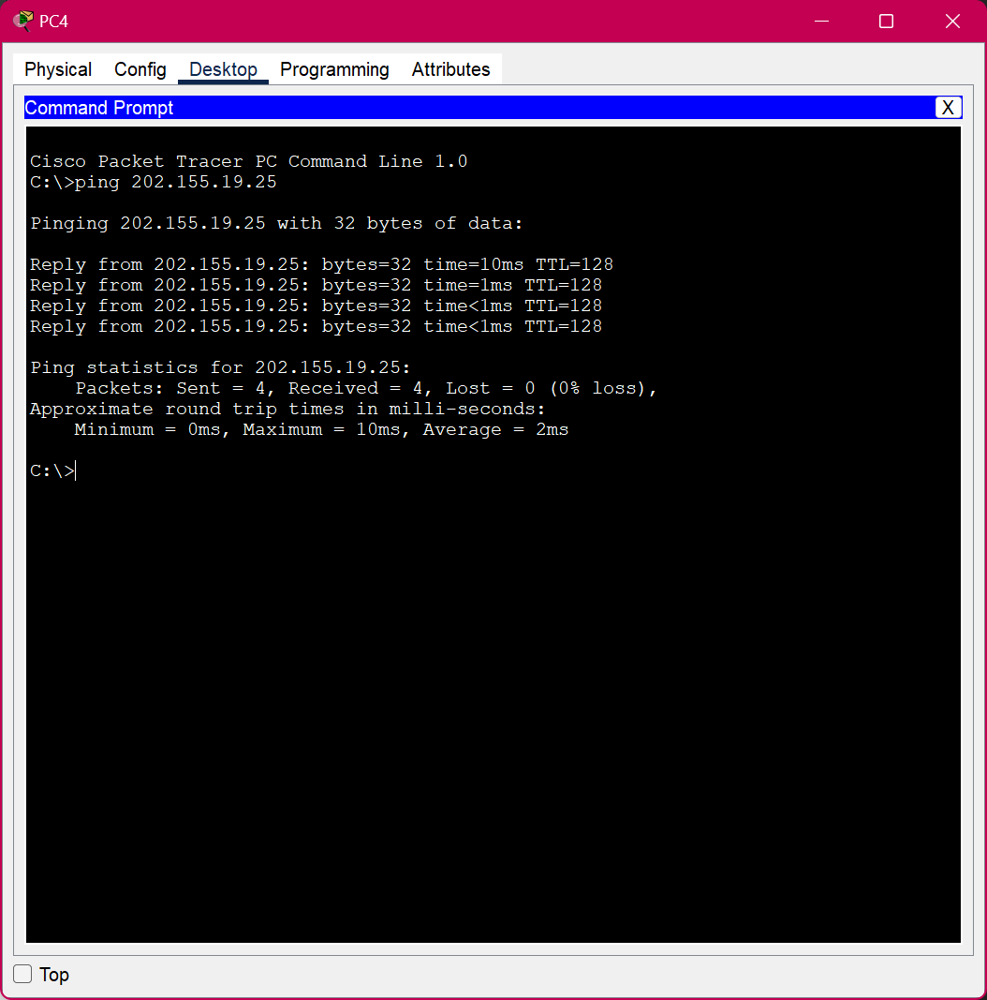 PC4
Physical Config Desktop Programming Attributes
Command Prompt X
Cisco Packet Tracer PC Command Line 1.0
C:\>ping 202.155.19.25
Pinging 202.155.19.25 with 32 bytes of data:
Reply from 202.155.19.25: bytes=32 time=10ms TTL=128
Reply from 202.155.19.25: bytes=32 time=1ms TTL=128
Reply from 202.155.19.25: bytes=32 time<1ms TTL=128
Reply from 202.155.19.25: bytes=32 time<1ms TTL=128
Ping statistics for 202.155.19.25:
Packets: Sent = 4, Received = 4, Lost = 0 (0% loss),
Approximate round trip times in milli-seconds:
Minimum = 0ms, Maximum = 10ms, Average = 2ms
C:\>
Top